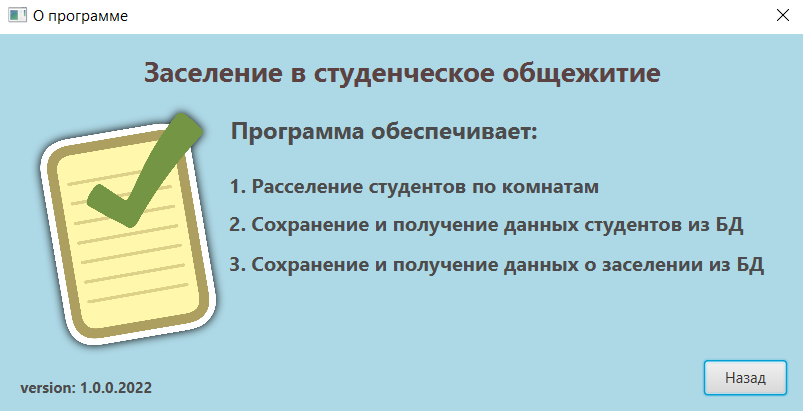 О программе
Заселение в студенческое общежитие
Программа обеспечивает:
1. Расселение студентов по комнатам
2. Сохранение и получение данных студентов из БД
3. Сохранение и получение данных о заселении из БД
version: 1.0.0.2022
Назад